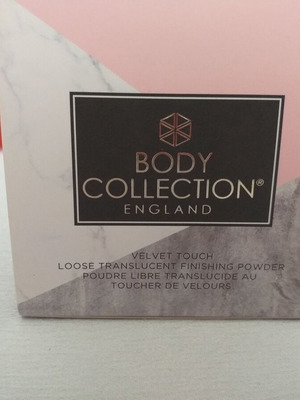 BODY
COLLECTION®
ENGLAND
VELVET TOUCH
LOOSE TRANSLUCENT FINISHING POWDER
POUDRE LIBRE TRANSLUCIDE AU
TOUCHER DE VELOURS